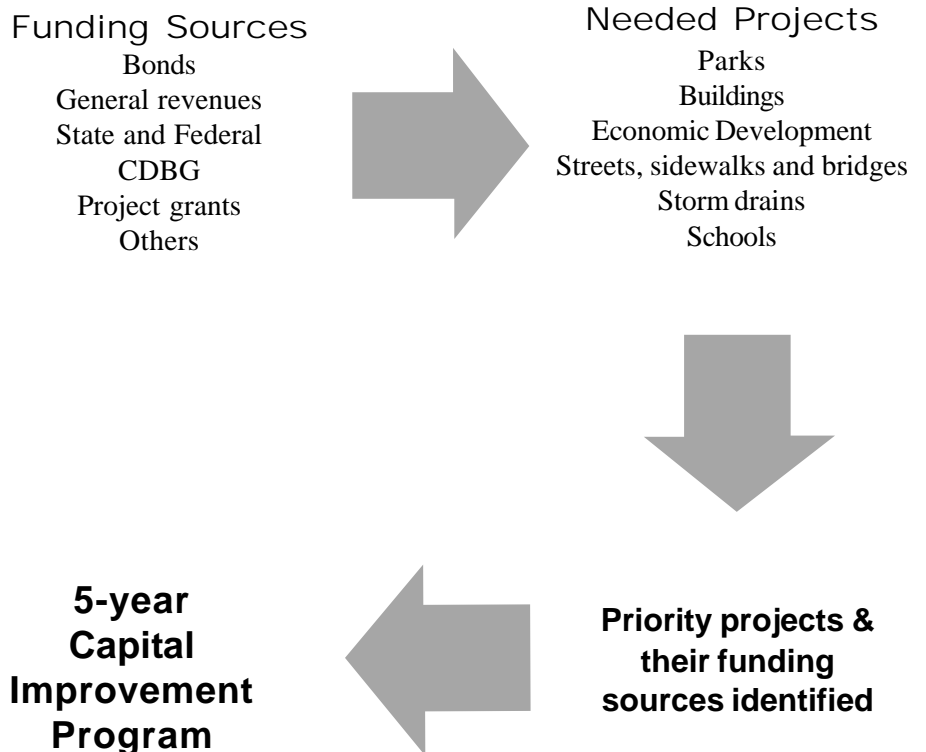 Funding Sources
Bonds
General revenues
State and Federal
CDBG
Project grants
Others
Needed Projects
Parks
Buildings
Economic Development
Streets, sidewalks and bridges
Storm drains
Schools
Priority projects &
their funding
sources identified
5-year
Capital
Improvement
Program